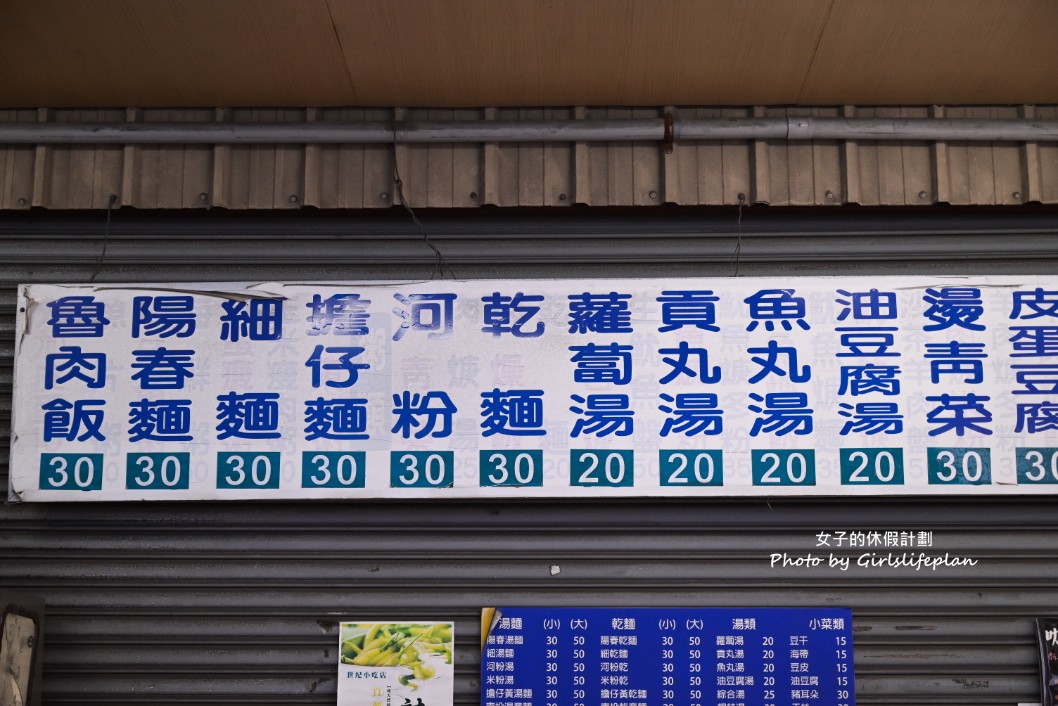 魯肉飯 30
陽春麵 30
細麵 30
擔仔麵 30
河粉 30
乾麵 30
蘿蔔湯 20
貢丸湯 20
魚丸湯 20
油豆腐湯 20
燙青菜 30
皮蛋豆腐 30
女子的休假計劃
Photo by Girlslifeplan
世紀小吃店
湯麵 (小) (大) 乾麵 (小) (大) 湯類 小菜類
陽春湯麵 30 50 陽春乾麵 30 50 蘿蔔湯 20 豆干 15
細湯麵 30 50 細乾麵 30 50 貢丸湯 20 海帶 15
河粉湯 30 50 河粉乾 30 50 魚丸湯 20 豆皮 15
米粉湯 30 50 米粉乾 30 50 油豆腐湯 20 油豆腐 15
擔仔黃湯麵 30 50 擔仔黃乾麵 30 50 綜合湯 25 豬耳朵 30